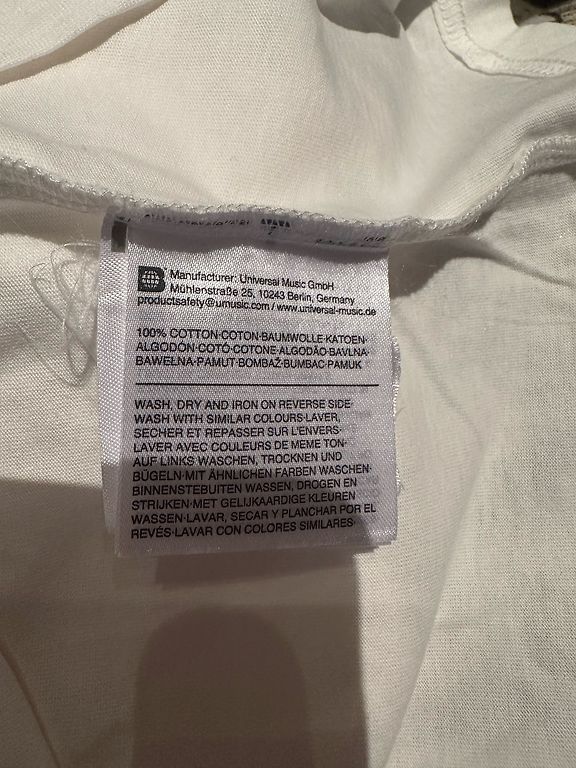 Manufacturer: Universal Music GmbH
Mühlenstraße 25, 10243 Berlin, Germany
productsafety@umusic.com / www.universal-music.de
100% COTTON·COTON·BAUMWOLLE·KATOEN·
ALGODÓN·COTÓ·COTONE·ALGODÃO·BAVLNA·
BAWEŁNA·PAMUT·BOMBAŽ·BUMBAC·PAMUK
WASH, DRY AND IRON ON REVERSE SIDE·
WASH WITH SIMILAR COLOURS·LAVER,
SECHER ET REPASSER SUR L'ENVERS·
LAVER AVEC COULEURS DE MEME TON·
AUF LINKS WASCHEN, TROCKNEN UND
BÜGELN·MIT ÄHNLICHEN FARBEN WASCHEN·
BINNENSTEBUITEN WASSEN, DROGEN EN
STRIJKEN·MET GELIJKAARDIGE KLEUREN
WASSEN·LAVAR, SECAR Y PLANCHAR POR EL
REVÉS·LAVAR CON COLORES SIMILARES·